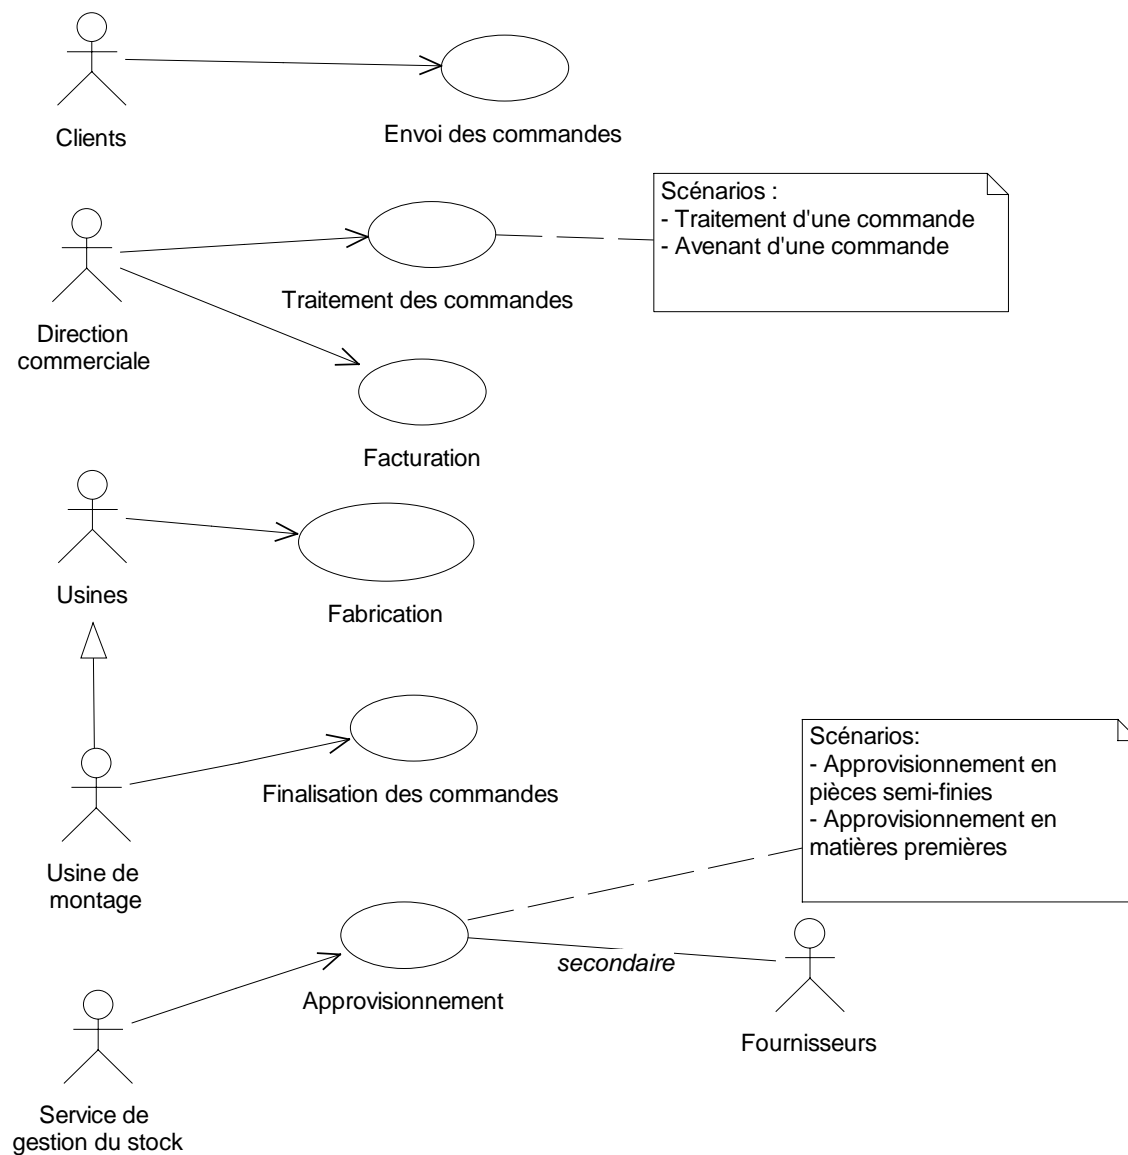 Clients
Envoi des commandes
Scénarios :
- Traitement d'une commande
- Avenant d'une commande
Traitement des commandes
Direction
commerciale
Facturation
Usines
Fabrication
Finalisation des commandes
Scénarios:
- Approvisionnement en
pièces semi-finies
- Approvisionnement en
matières premières
Usine de
montage
secondaire
Approvisionnement
Fournisseurs
Service de
gestion du stock